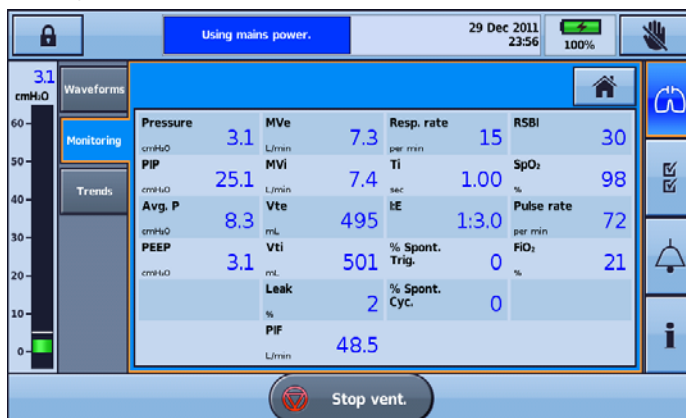 Using mains power.
29 Dec 2011
23:56
100%
3.1
cmH₂O
60
50
40
30
20
10
0
Waveforms
Monitoring
Trends
Pressure
cmH₂O
3.1
MVe
L/min
7.3
Resp. rate
per min
15
RSBI
30
PIP
cmH₂O
25.1
MVi
L/min
7.4
Ti
sec
1.00
SpO₂
%
98
Avg. P
cmH₂O
8.3
Vte
mL
495
I:E
1:3.0
Pulse rate
per min
72
PEEP
cmH₂O
3.1
Vti
mL
501
% Spont.
Trig.
0
FiO₂
%
21
Leak
%
2
% Spont.
Cyc.
0
PIF
L/min
48.5
Stop vent.